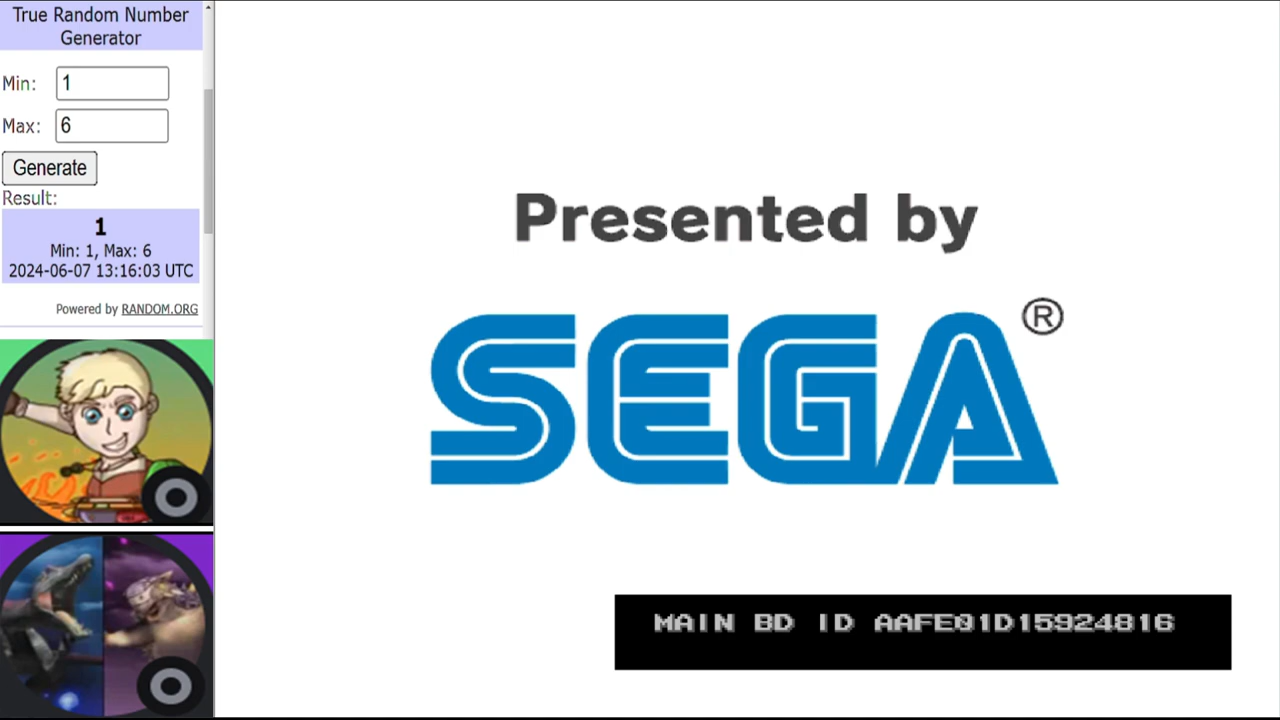 True Random Number
Generator
Min: 1
Max: 6
Generate
Result:
1
Min: 1, Max: 6
2024-06-07 13:16:03 UTC
Powered by RANDOM.ORG
Presented by
SEGA®
MAIN BD ID AAFE01D15924816